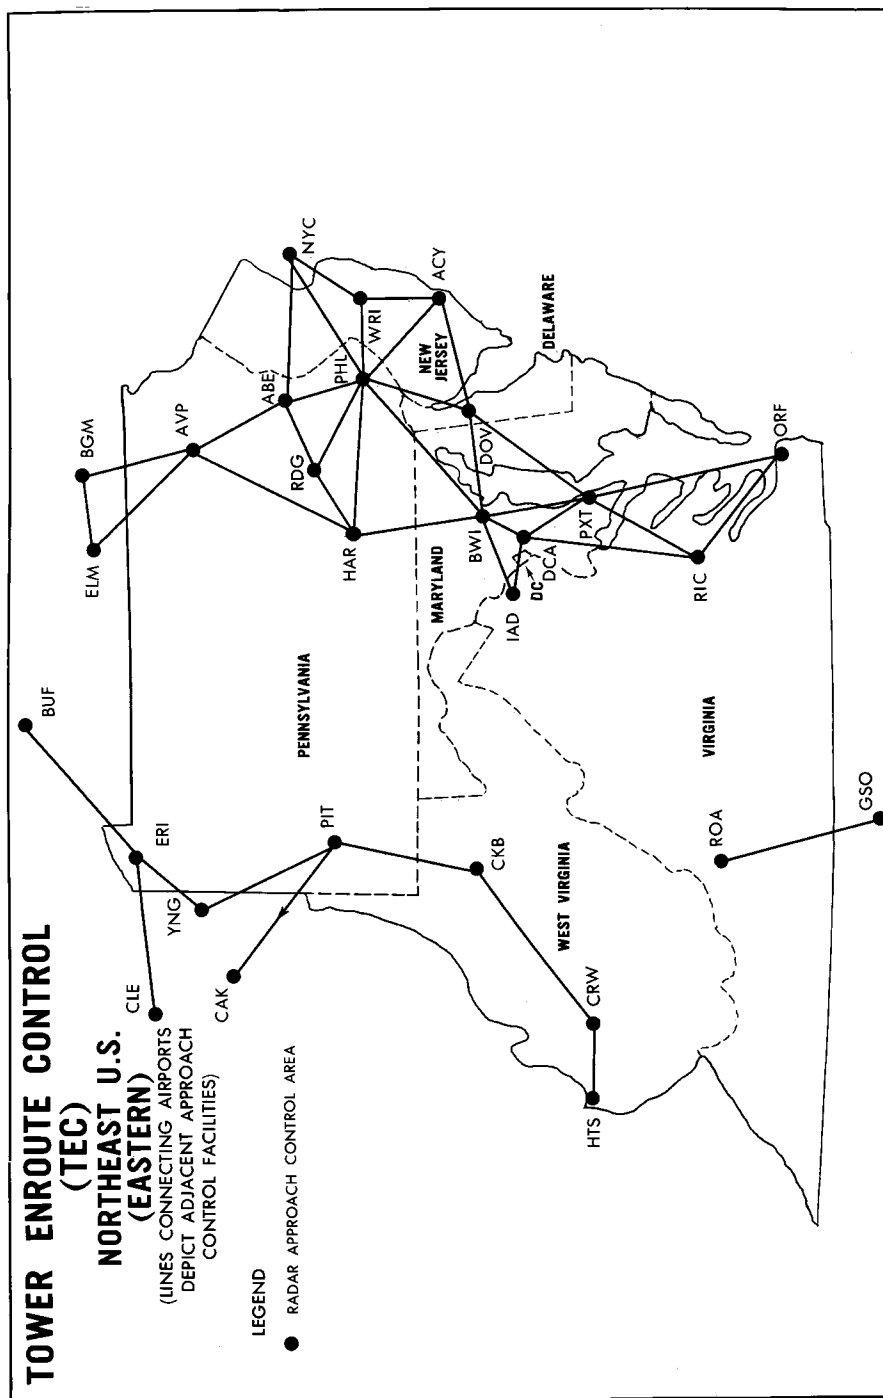 TOWER ENROUTE CONTROL
(TEC)
NORTHEAST U.S.
(EASTERN)
(LINES CONNECTING AIRPORTS
DEPICT ADJACENT APPROACH
CONTROL FACILITIES)
LEGEND
RADAR APPROACH CONTROL AREA
BUF
BGM
ELM
AVP
ERI
CLE
YNG
CAK
NYC
ABE
RDG
PHL
WRI
HAR
PIT
PENNSYLVANIA
ACY
NEW
JERSEY
DOV
DELAWARE
MARYLAND
BWI
IAD
DC
DCA
PXT
CKB
WEST VIRGINIA
CRW
HTS
RIC
ORF
VIRGINIA
ROA
GSO